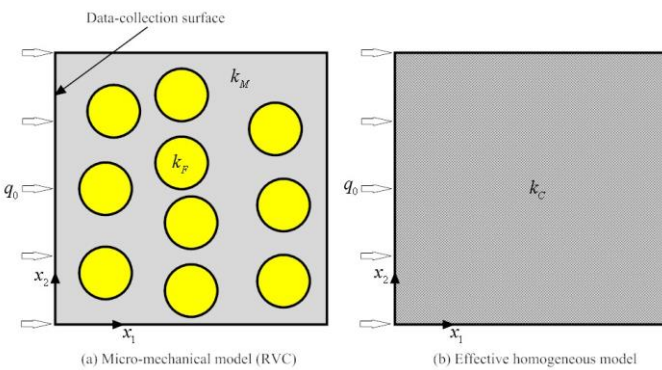 Data-collection surface
k_M
k_F
q_0
x_2
x_1
(a) Micro-mechanical model (RVC)
q_0
k_C
x_2
x_1
(b) Effective homogeneous model